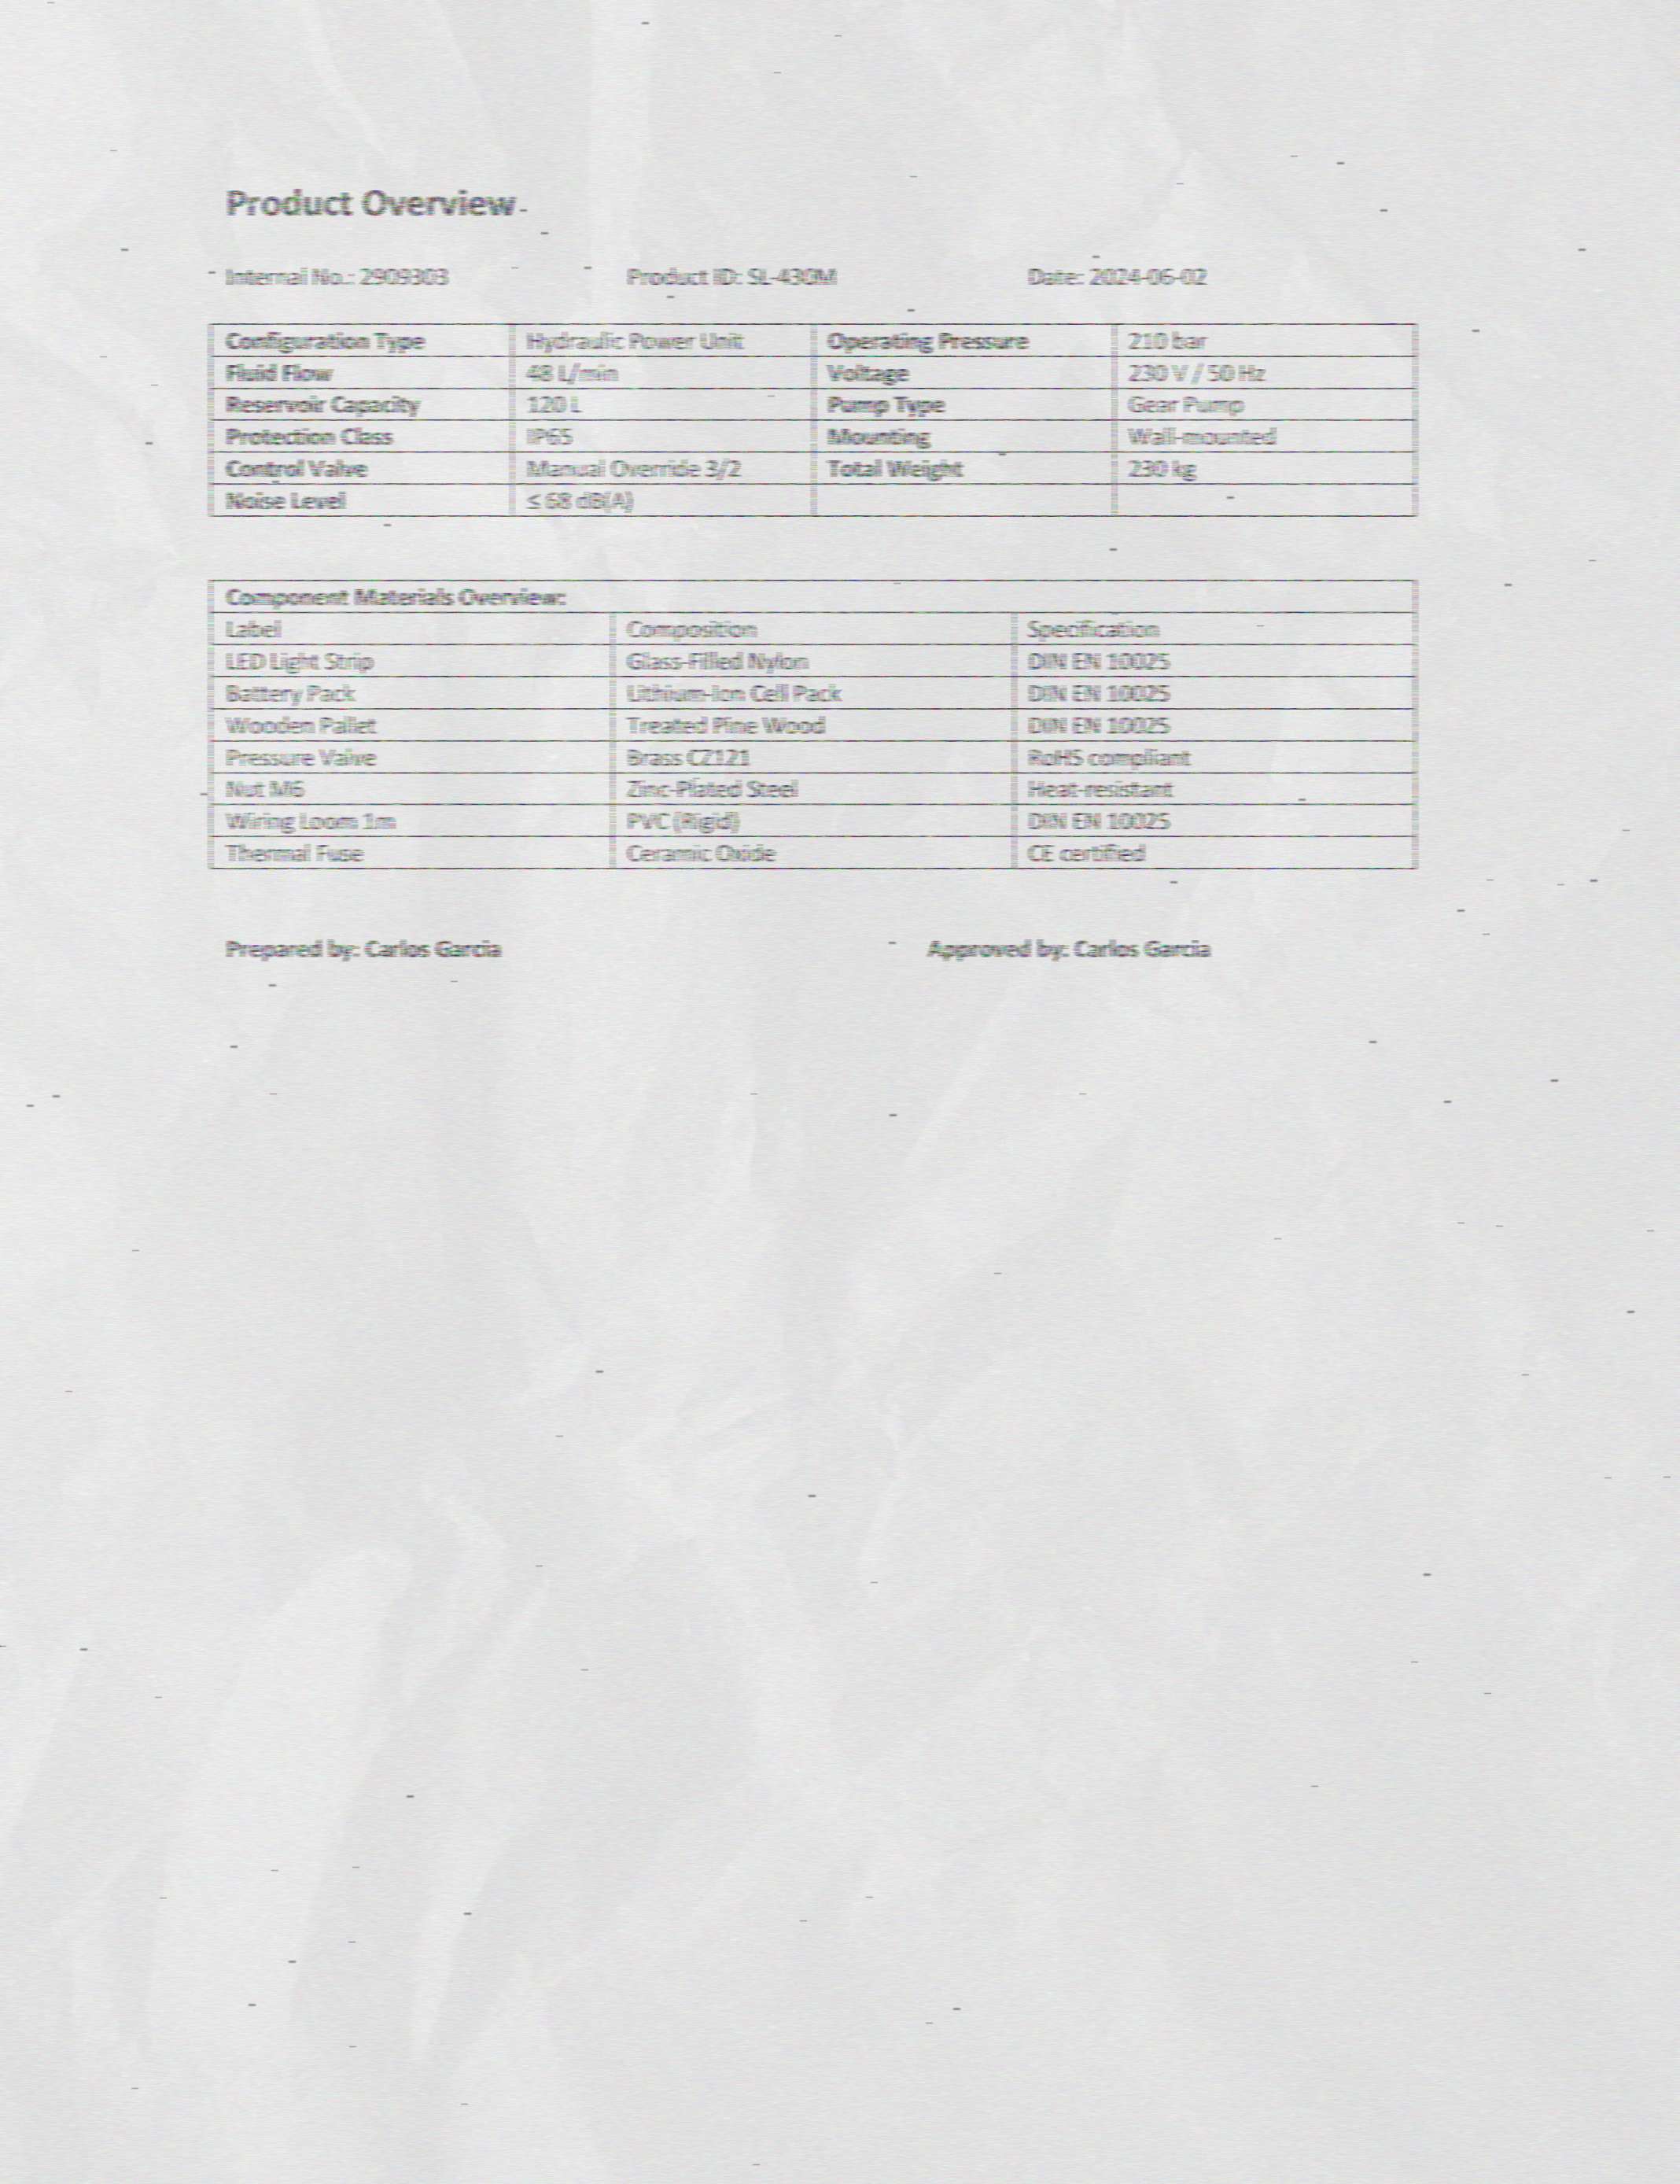 Product Overview
Internal No.: 2909303 Product ID: SL-430M Date: 2024-06-02
Configuration Type Hydraulic Power Unit Operating Pressure 210 bar
Fluid Flow 48 L/min Voltage 230 V / 50 Hz
Reservoir Capacity 120 L Pump Type Gear Pump
Protection Class IP65 Mounting Wall-mounted
Control Valve Manual Override 3/2 Total Weight 230 kg
Noise Level ≤ 68 dB(A)
Component Materials Overview:
Label Composition Specification
LED Light Strip Glass-Filled Nylon DIN EN 10025
Battery Pack Lithium-Ion Cell Pack DIN EN 10025
Wooden Pallet Treated Pine Wood DIN EN 10025
Pressure Valve Brass CZ121 RoHS compliant
Nut M6 Zinc-Plated Steel Heat-resistant
Wiring Loom 1m PVC (Rigid) DIN EN 10025
Thermal Fuse Ceramic Oxide CE certified
Prepared by: Carlos Garcia Approved by: Carlos Garcia